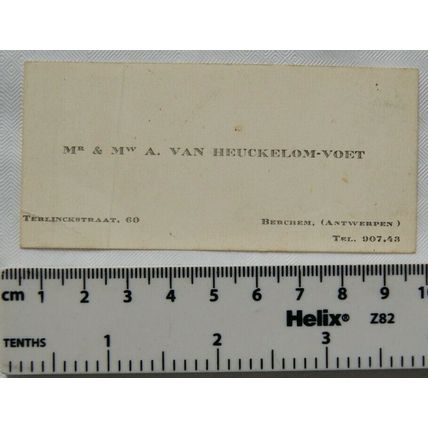 Mr & Mw A. VAN HEUCKELOM-VOET
TERLINCKSTRAAT, 60
BERCHEM, (ANTWERPEN)
TEL. 907.43
cm 1 2 3 4 5 6 7 8 9 10
Helix® Z82
TENTHS 1 2 3